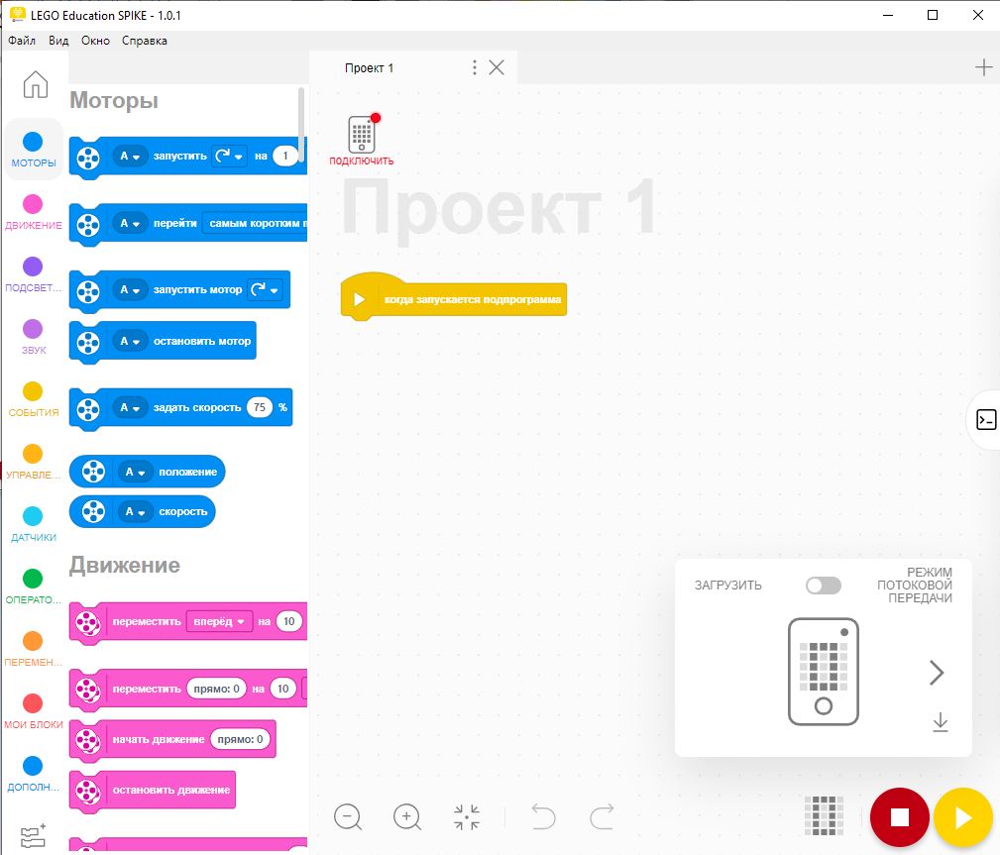 LEGO Education SPIKE - 1.0.1
Файл Вид Окно Справка
Проект 1
МОТОРЫ
ДВИЖЕНИЕ
ПОДСВЕТ...
ЗВУК
СОБЫТИЯ
УПРАВЛЕ...
ДАТЧИКИ
ОПЕРАТО...
ПЕРЕМЕН...
МОИ БЛОКИ
ДОПОЛН...
Моторы
A запустить на 1
A перейти самым коротким
A запустить мотор
A остановить мотор
A задать скорость 75 %
A положение
A скорость
Движение
переместить вперёд на 10
переместить прямо: 0 на 10
начать движение прямо: 0
остановить движение
ПОДКЛЮЧИТЬ
Проект 1
когда запускается подпрограмма
ЗАГРУЗИТЬ
РЕЖИМ
ПОТОКОВОЙ
ПЕРЕДАЧИ